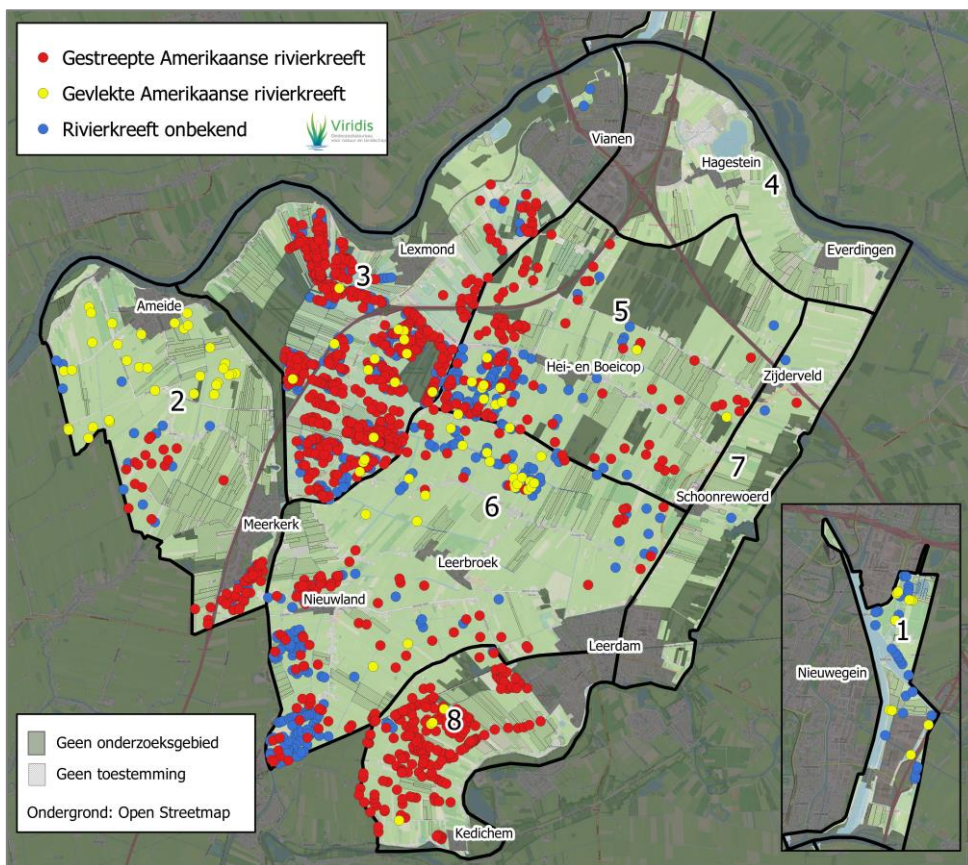 Gestreepte Amerikaanse rivierkreeft
Gevlekte Amerikaanse rivierkreeft
Rivierkreeft onbekend
Viridis
Vianen
Hagestein
4
Lexmond
3
Everdingen
Ameide
5
Hei- en Boeicop
Zijderveld
2
7
Schoonrewoerd
6
Meerkerk
Leerbroek
Nieuwland
Leerdam
1
Nieuwegein
8
Kedichem
Geen onderzoeksgebied
Geen toestemming
Ondergrond: Open Streetmap